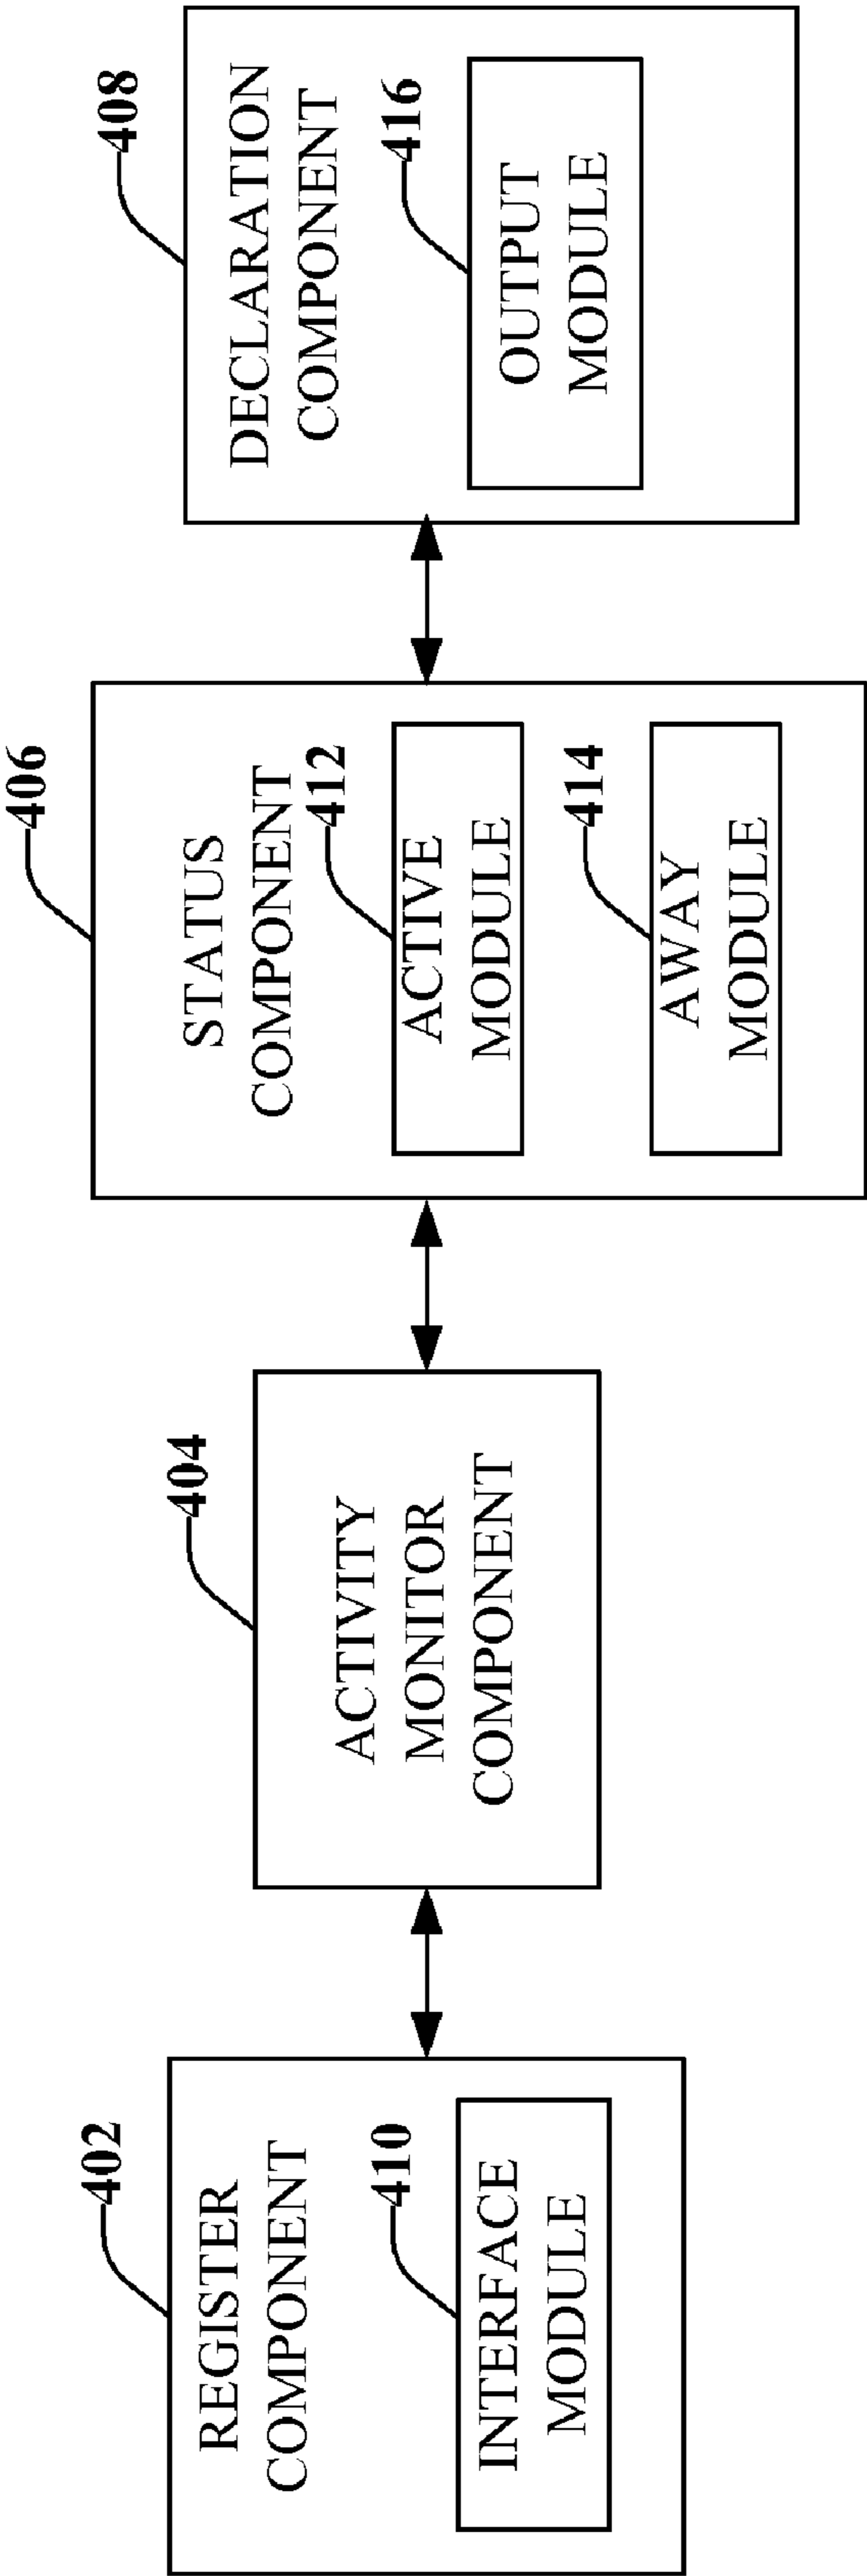 402
REGISTER
COMPONENT
410
INTERFACE
MODULE
404
ACTIVITY
MONITOR
COMPONENT
406
STATUS
COMPONENT
412
ACTIVE
MODULE
414
AWAY
MODULE
408
DECLARATION
COMPONENT
416
OUTPUT
MODULE